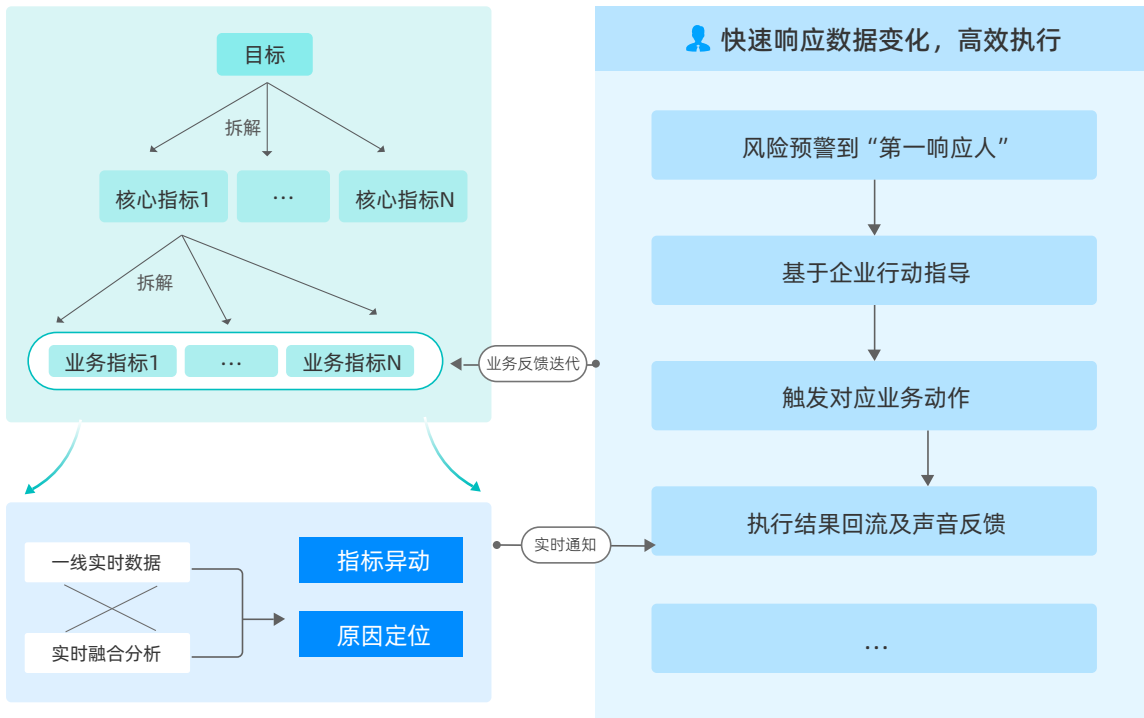 目标
拆解
核心指标1
…
核心指标N
拆解
业务指标1
…
业务指标N
业务反馈迭代
一线实时数据
实时融合分析
指标异动
原因定位
实时通知
快速响应数据变化，高效执行
风险预警到“第一响应人”
基于企业行动指导
触发对应业务动作
执行结果回流及声音反馈
…